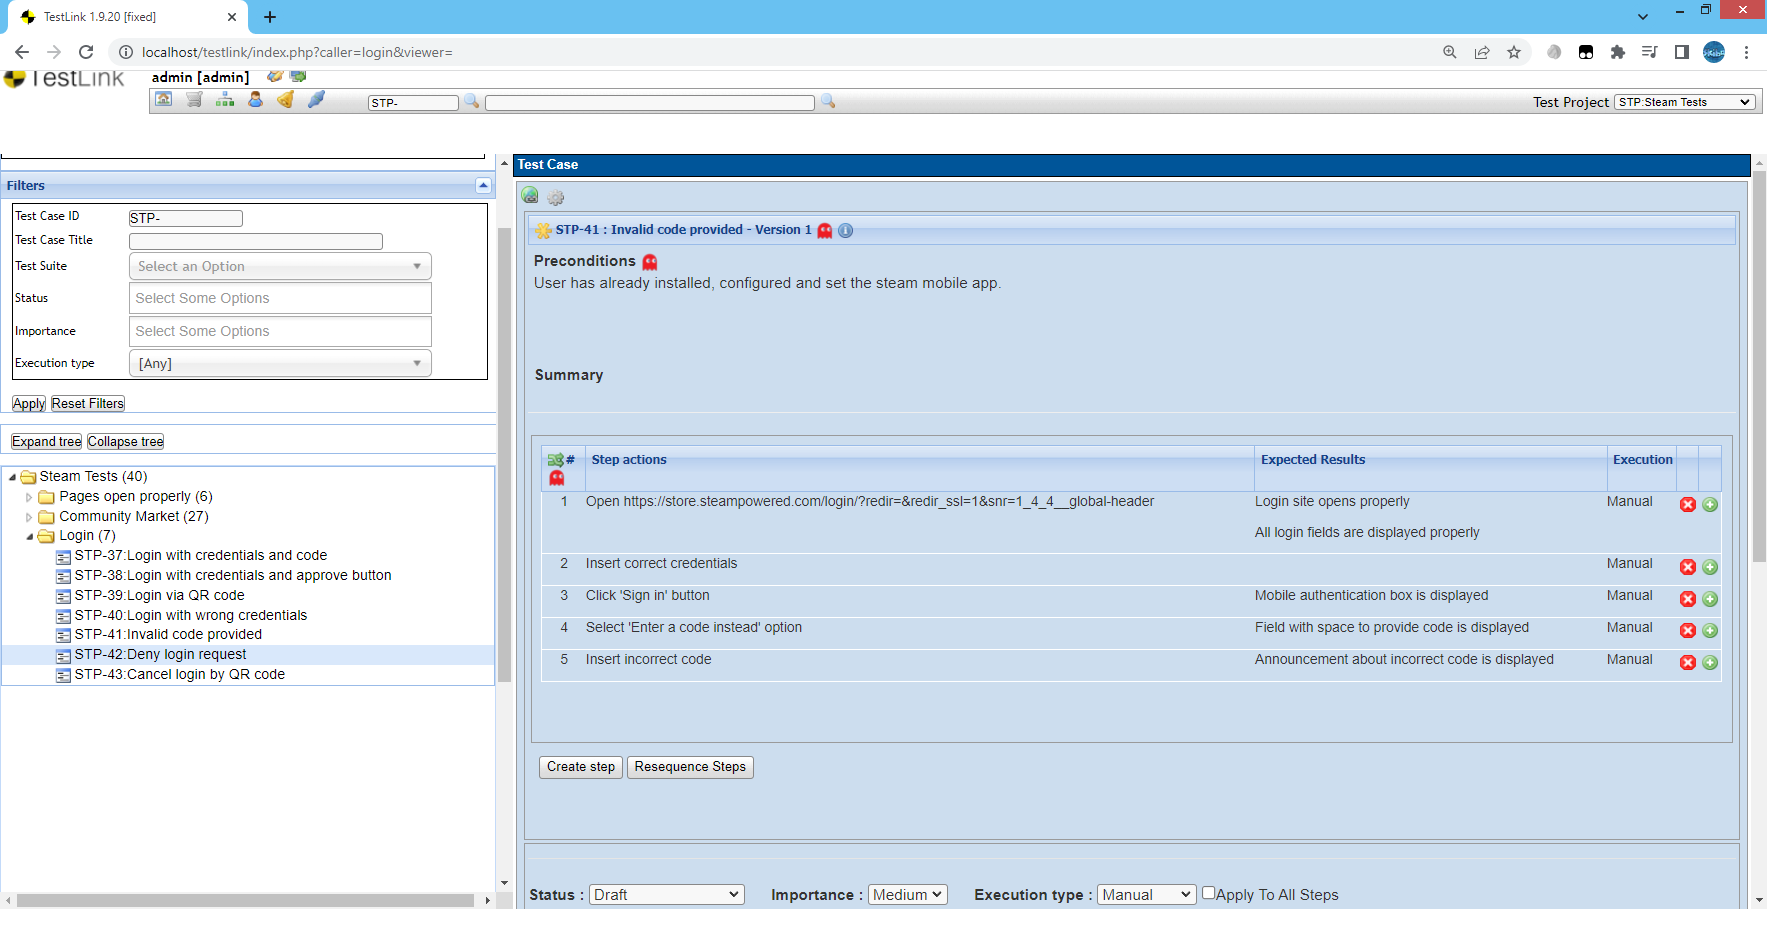 TestLink 1.9.20 [fixed]
localhost/testlink/index.php?caller=login&viewer=
TestLink
admin [admin]
STP-
Test Project
STP:Steam Tests
Filters
Test Case ID
STP-
Test Case Title
Test Suite
Select an Option
Status
Select Some Options
Importance
Select Some Options
Execution type
[Any]
Apply
Reset Filters
Expand tree
Collapse tree
Steam Tests (40)
Pages open properly (6)
Community Market (27)
Login (7)
STP-37:Login with credentials and code
STP-38:Login with credentials and approve button
STP-39:Login via QR code
STP-40:Login with wrong credentials
STP-41:Invalid code provided
STP-42:Deny login request
STP-43:Cancel login by QR code
Test Case
STP-41 : Invalid code provided - Version 1
Preconditions
User has already installed, configured and set the steam mobile app.
Summary
# Step actions Expected Results Execution
1 Open https://store.steampowered.com/login/?redir=&redir_ssl=1&snr=1_4_4__global-header Login site opens properly Manual
All login fields are displayed properly
2 Insert correct credentials Manual
3 Click 'Sign in' button Mobile authentication box is displayed Manual
4 Select 'Enter a code instead' option Field with space to provide code is displayed Manual
5 Insert incorrect code Announcement about incorrect code is displayed Manual
Create step
Resequence Steps
Status : Draft Importance : Medium Execution type : Manual Apply To All Steps